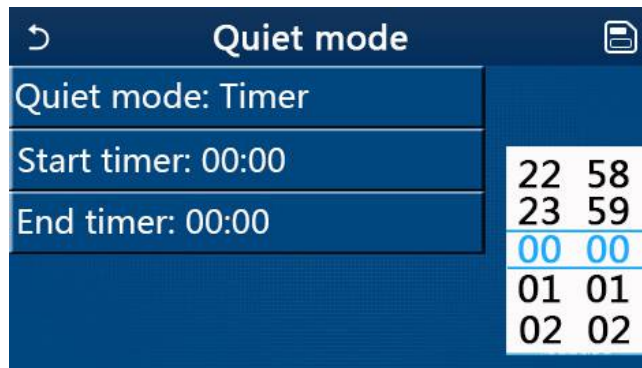 Quiet mode
Quiet mode: Timer
Start timer: 00:00
End timer: 00:00
22 58
23 59
00 00
01 01
02 02